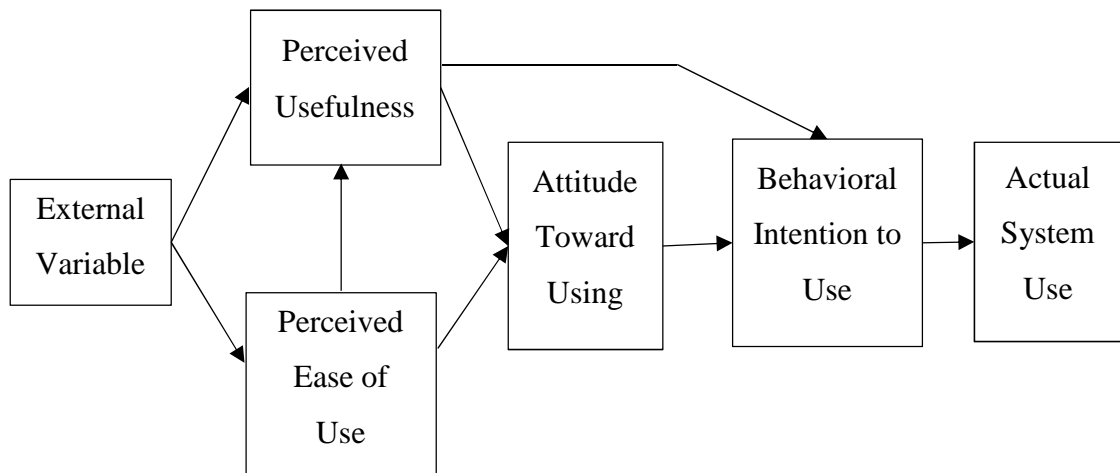 External
Variable
Perceived
Usefulness
Perceived
Ease of
Use
Attitude
Toward
Using
Behavioral
Intention to
Use
Actual
System
Use